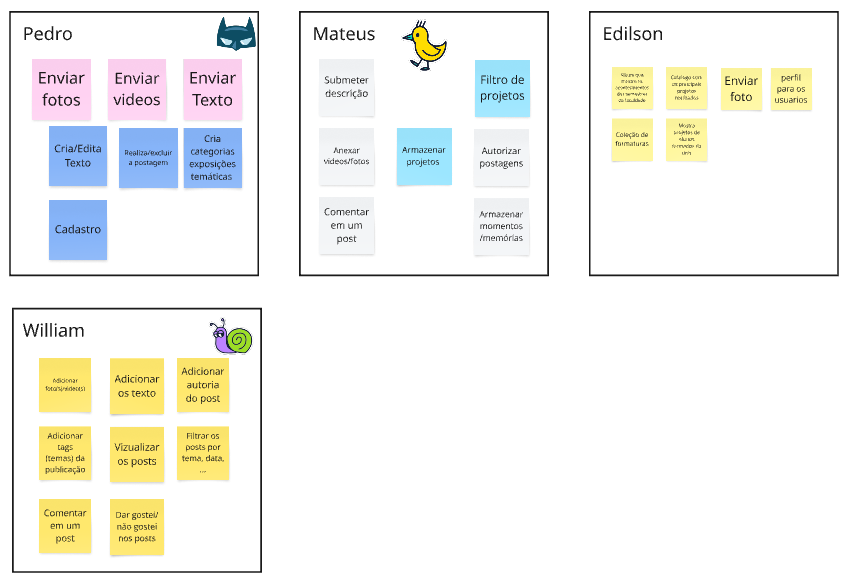 Pedro
Enviar
fotos
Enviar
videos
Enviar
Texto
Cria/Edita
Texto
Realiza/excluir
a postagem
Cria
categorias
exposições
temáticas
Cadastro
Mateus
Submeter
descrição
Filtro de
projetos
Anexar
vídeos/fotos
Armazenar
projetos
Autorizar
postagens
Comentar
em um
post
Armazenar
momentos
/memórias
Edilson
Catálogo com
os principais
projetos
realizados
Enviar
foto
perfil
para os
usuarios
Coleção de
formaturas
Mostra
projetos de
alunos
formados
William
Adicionar
foto(s)/video(s)
Adicionar
os texto
Adicionar
autoria
do post
Adicionar
tags
(temas) da
publicação
Vizualizar
os posts
Filtrar os
posts por
tema, data,
...
Comentar
em um
post
Dar gostei/
não gostei
nos posts